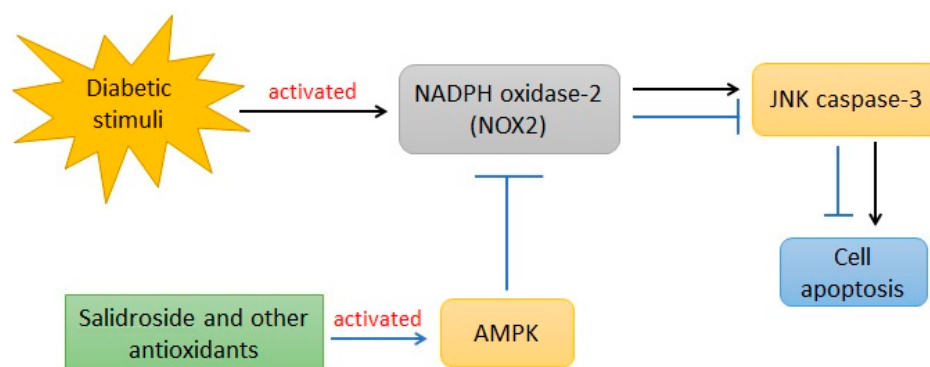 Diabetic
stimuli
activated
NADPH oxidase-2
(NOX2)
JNK caspase-3
Cell
apoptosis
Salidroside and other
antioxidants
activated
AMPK